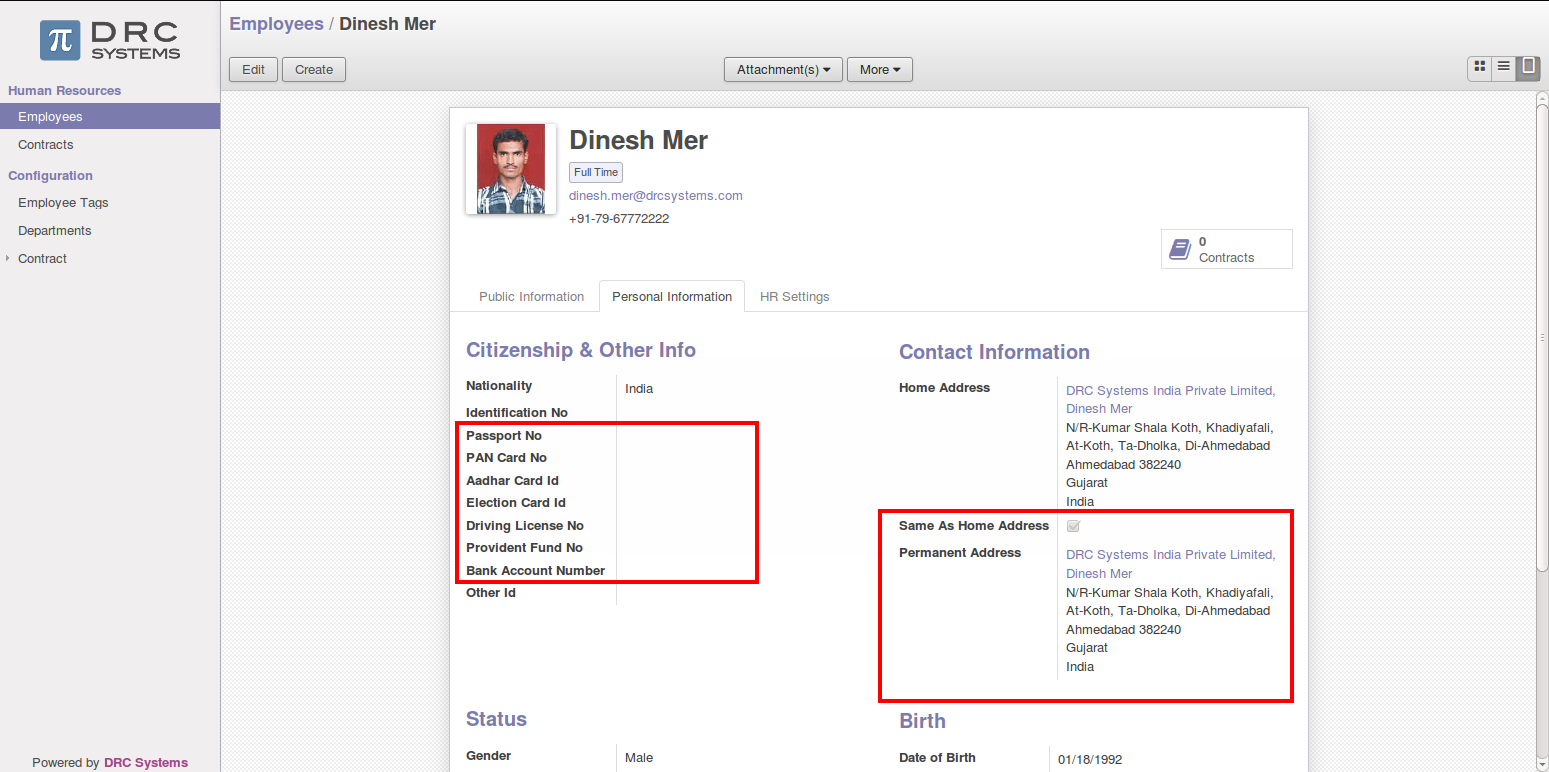 π DRC
SYSTEMS
Human Resources
Employees
Contracts
Configuration
Employee Tags
Departments
Contract
Powered by DRC Systems
Employees / Dinesh Mer
Edit Create Attachment(s) More
Dinesh Mer
Full Time
dinesh.mer@drcsystems.com
+91-79-67772222
0
Contracts
Public Information Personal Information HR Settings
Citizenship & Other Info
Nationality India
Identification No
Passport No
PAN Card No
Aadhar Card Id
Election Card Id
Driving License No
Provident Fund No
Bank Account Number
Other Id
Contact Information
Home Address DRC Systems India Private Limited,
Dinesh Mer
N/R-Kumar Shala Koth, Khadiyafali,
At-Koth, Ta-Dholka, Di-Ahmedabad
Ahmedabad 382240
Gujarat
India
Same As Home Address
Permanent Address DRC Systems India Private Limited,
Dinesh Mer
N/R-Kumar Shala Koth, Khadiyafali,
At-Koth, Ta-Dholka, Di-Ahmedabad
Ahmedabad 382240
Gujarat
India
Status
Gender Male
Birth
Date of Birth 01/18/1992